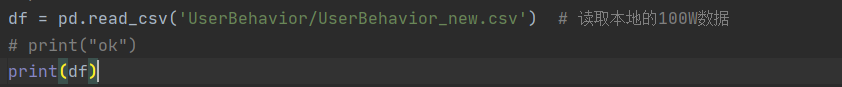 df = pd.read_csv('UserBehavior/UserBehavior_new.csv')  # 读取本地的100W数据
# print("ok")
print(df)